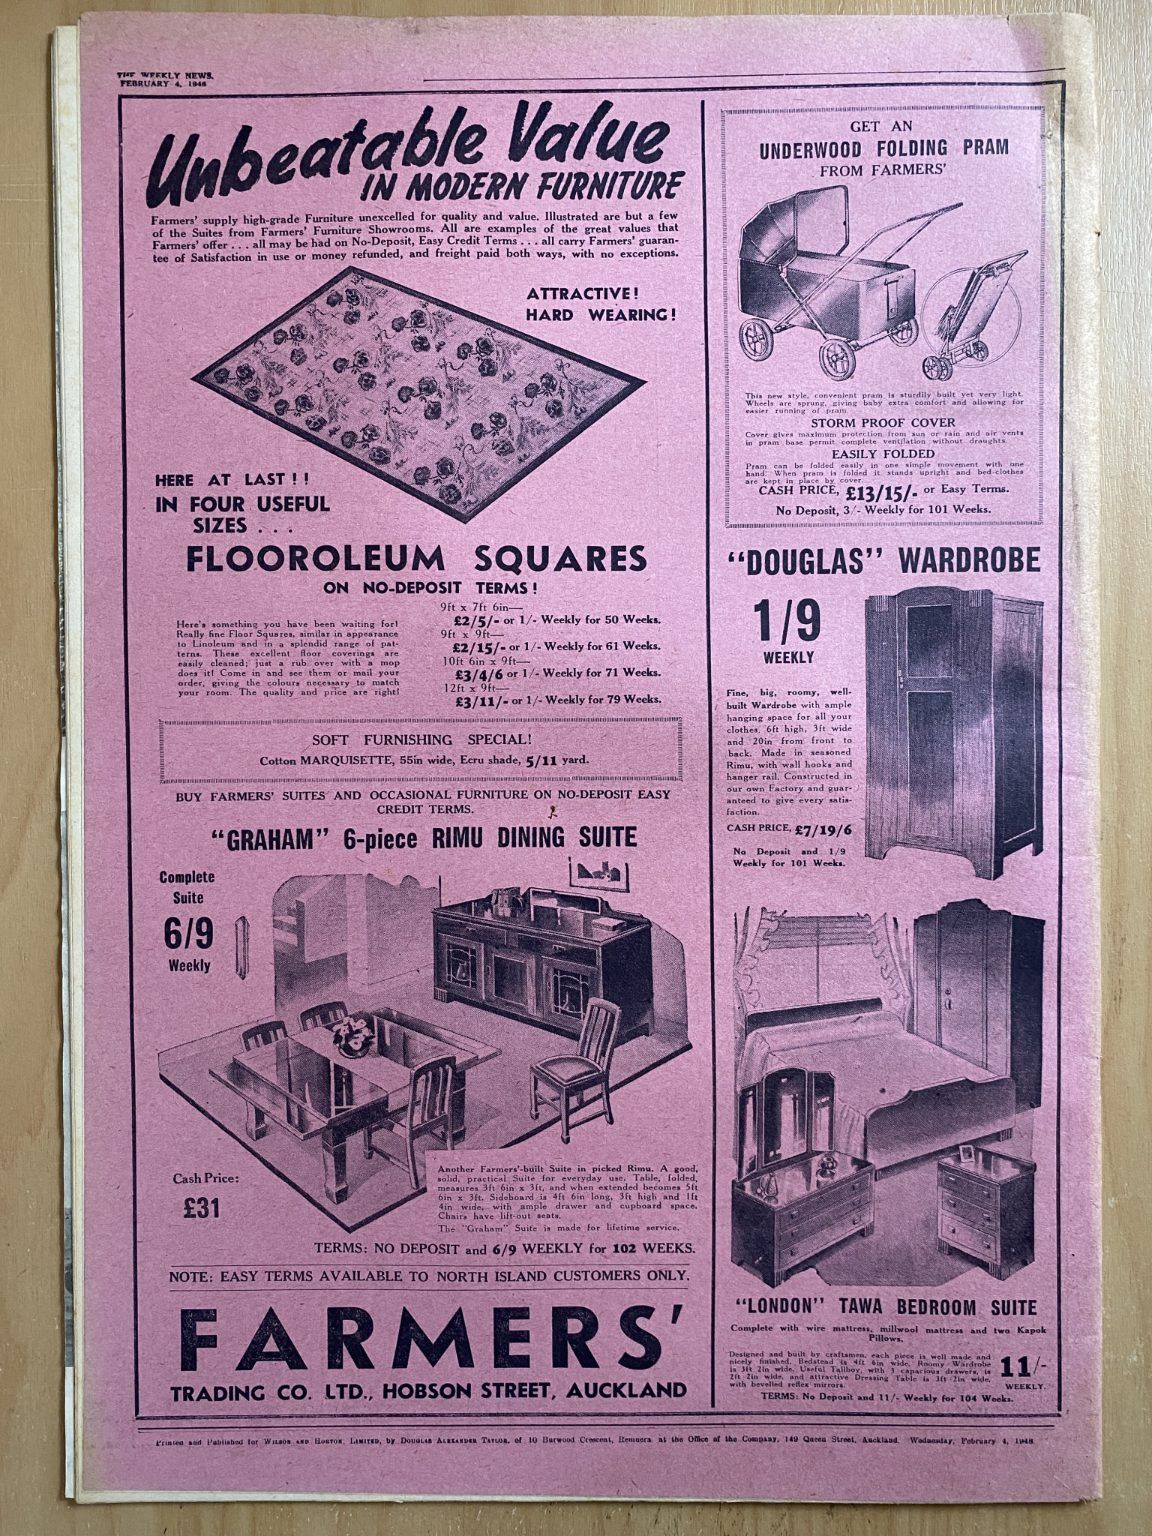 THE WEEKLY NEWS,
FEBRUARY 4, 1948
Unbeatable Value
IN MODERN FURNITURE
Farmers' supply high-grade Furniture unexcelled for quality and value. Illustrated are but a few
of the Suites from Farmers' Furniture Showrooms. All are examples of the great values that
Farmers' offer . . . all may be had on No-Deposit, Easy Credit Terms . . . all carry Farmers' guaran-
tee of Satisfaction in use or money refunded, and freight paid both ways, with no exceptions.
ATTRACTIVE!
HARD WEARING!
HERE AT LAST!!
IN FOUR USEFUL
SIZES . . .
FLOOROLEUM SQUARES
ON NO-DEPOSIT TERMS!
Here's something you have been waiting for!
Really fine Floor Squares, similar in appearance
to Linoleum and in a splendid range of pat-
terns. These excellent floor coverings are
easily cleaned; just a rub over with a mop
does it! Come in and see them or mail your
order, giving the colours necessary to match
your room. The quality and price are right!
9ft x 7ft 6in—
£2/5/- or 1/- Weekly for 50 Weeks.
9ft x 9ft—
£2/15/- or 1/- Weekly for 61 Weeks.
10ft 6in x 9ft—
£3/4/6 or 1/- Weekly for 71 Weeks.
12ft x 9ft—
£3/11/- or 1/- Weekly for 79 Weeks.
SOFT FURNISHING SPECIAL!
Cotton MARQUISETTE, 55in wide, Ecru shade, 5/11 yard.
BUY FARMERS' SUITES AND OCCASIONAL FURNITURE ON NO-DEPOSIT EASY
CREDIT TERMS.
"GRAHAM" 6-piece RIMU DINING SUITE
Complete
Suite
6/9
Weekly
Cash Price:
£31
Another Farmers'-built Suite in picked Rimu. A good,
solid, practical Suite for everyday use. Table, folded,
measures 3ft 6in x 3ft, and when extended becomes 5ft
6in x 3ft. Sideboard is 4ft 6in long, 3ft high and 1ft
4in wide, with ample drawer and cupboard space.
Chairs have lift-out seats.
The "Graham" Suite is made for lifetime service.
TERMS: NO DEPOSIT and 6/9 WEEKLY for 102 WEEKS.
NOTE: EASY TERMS AVAILABLE TO NORTH ISLAND CUSTOMERS ONLY.
FARMERS'
TRADING CO. LTD., HOBSON STREET, AUCKLAND
GET AN
UNDERWOOD FOLDING PRAM
FROM FARMERS'
This new style, convenient pram is sturdily built yet very light.
Wheels are sprung, giving baby extra comfort and allowing for
easier running of pram.
STORM PROOF COVER
Cover gives maximum protection from sun or rain and air vents
in pram base permit complete ventilation without draughts.
EASILY FOLDED
Pram can be folded easily in one simple movement with one
hand. When pram is folded it stands upright and bed-clothes
are kept in place by cover.
CASH PRICE, £13/15/- or Easy Terms.
No Deposit, 3/- Weekly for 101 Weeks.
"DOUGLAS" WARDROBE
1/9
WEEKLY
Fine, big, roomy, well-
built Wardrobe with ample
hanging space for all your
clothes, 6ft high, 3ft wide
and 20in from front to
back. Made in seasoned
Rimu, with wall hooks and
hanger rail. Constructed in
our own Factory and guar-
anteed to give every satis-
faction.
CASH PRICE, £7/19/6
No Deposit and 1/9
Weekly for 101 Weeks.
"LONDON" TAWA BEDROOM SUITE
Complete with wire mattress, millwool mattress and two Kapok
Pillows.
Designed and built by craftsmen, each piece is well made and
nicely finished. Bedstead is 4ft 6in wide, Roomy Wardrobe
is 3ft 2in wide, Useful Tallboy, with 3 capacious drawers, is
2ft 2in wide, and attractive Dressing Table is 3ft 2in wide,
with bevelled reflex mirrors.
11/-
WEEKLY.
TERMS: No Deposit and 11/- Weekly for 104 Weeks.
Printed and Published for WILSON AND HORTON, LIMITED, by DOUGLAS ALEXANDER TAYLOR, of 10 Burwood Crescent, Remuera at the Office of the Company, 149 Queen Street, Auckland. Wednesday, February 4, 1948.